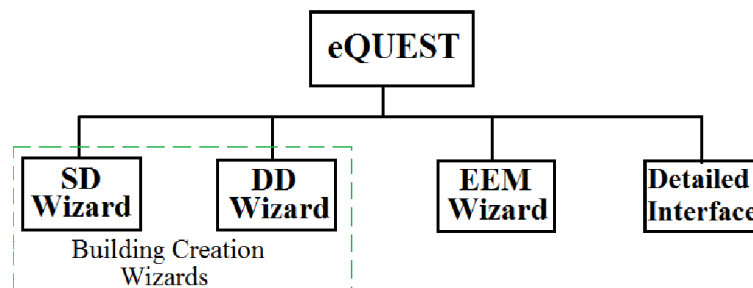 eQUEST
SD
Wizard
DD
Wizard
EEM
Wizard
Detailed
Interface
Building Creation
Wizards